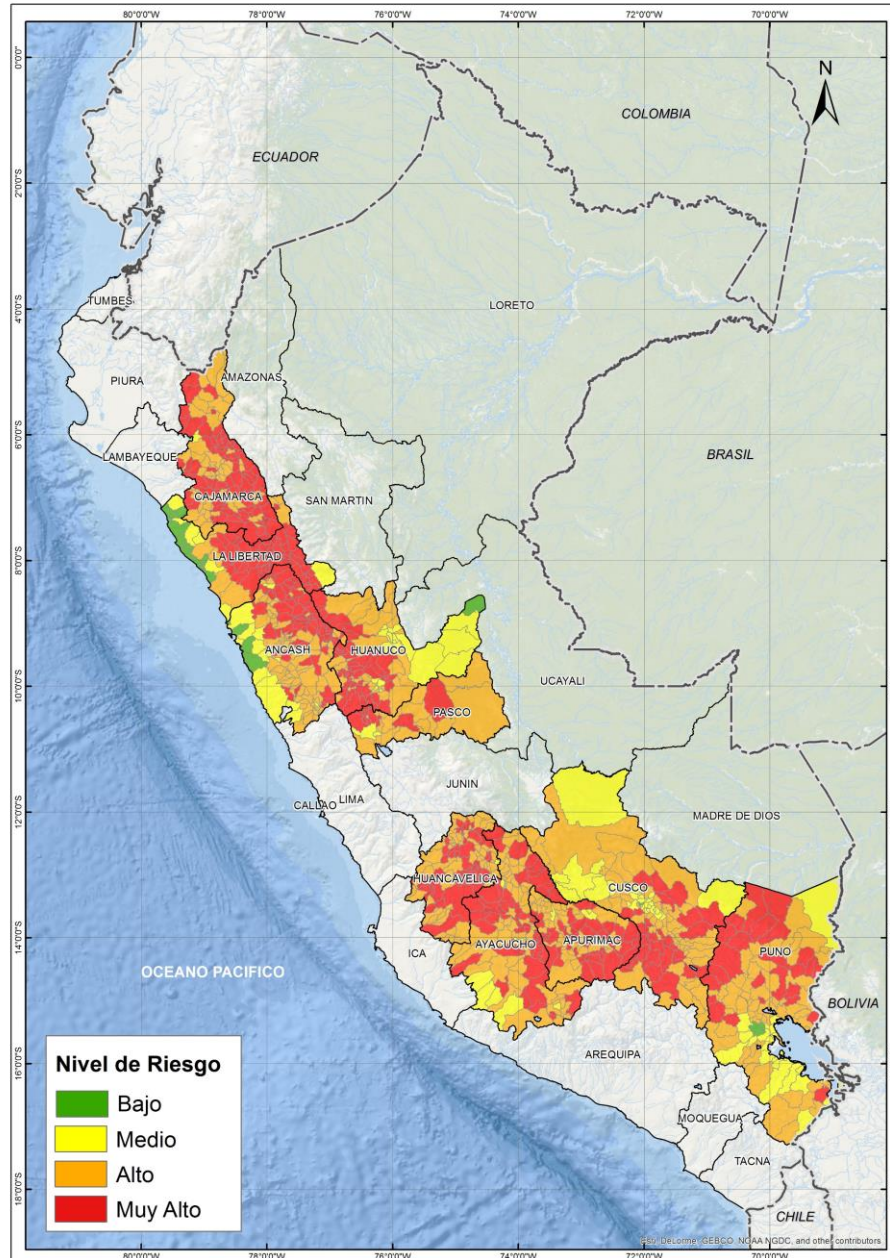 80°0'0"O 78°0'0"O 76°0'0"O 74°0'0"O 72°0'0"O 70°0'0"O
0°0'0"
N
COLOMBIA
ECUADOR
2°0'0"S
TUMBES
4°0'0"S
LORETO
PIURA
AMAZONAS
6°0'0"S
LAMBAYEQUE
BRASIL
CAJAMARCA
SAN MARTIN
8°0'0"S
LA LIBERTAD
ANCASH
HUANUCO
10°0'0"S
UCAYALI
PASCO
JUNIN
CALLAO
LIMA
12°0'0"S
MADRE DE DIOS
HUANCAVELICA
CUSCO
14°0'0"S
AYACUCHO
APURIMAC
PUNO
ICA
OCEANO PACIFICO
BOLIVIA
AREQUIPA
16°0'0"S
MOQUEGUA
TACNA
18°0'0"S
CHILE
Nivel de Riesgo
Bajo
Medio
Alto
Muy Alto
Esri, DeLorme, GEBCO, NOAA NGDC, and other contributors
80°0'0"O 78°0'0"O 76°0'0"O 74°0'0"O 72°0'0"O 70°0'0"O